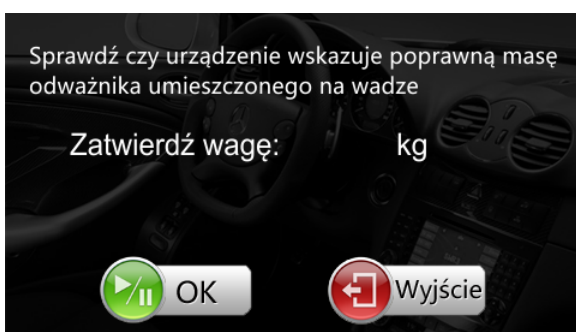 Sprawdź czy urządzenie wskazuje poprawną masę
odważnika umieszczonego na wadze
Zatwierdź wagę: kg
OK Wyjście